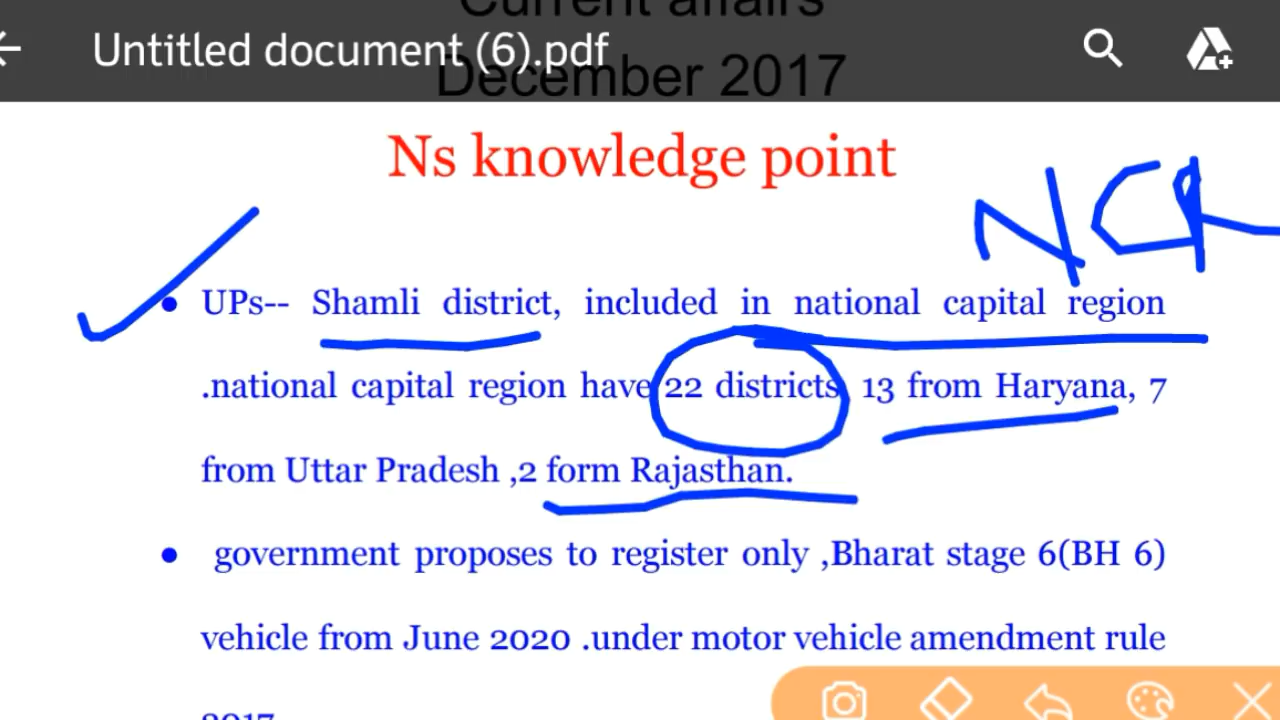 Current affairs
Untitled document (6).pdf
December 2017
Ns knowledge point
NCR
• UPs-- Shamli district, included in national capital region
.national capital region have 22 districts, 13 from Haryana, 7
from Uttar Pradesh ,2 form Rajasthan.
• government proposes to register only ,Bharat stage 6(BH 6)
vehicle from June 2020 .under motor vehicle amendment rule
2017